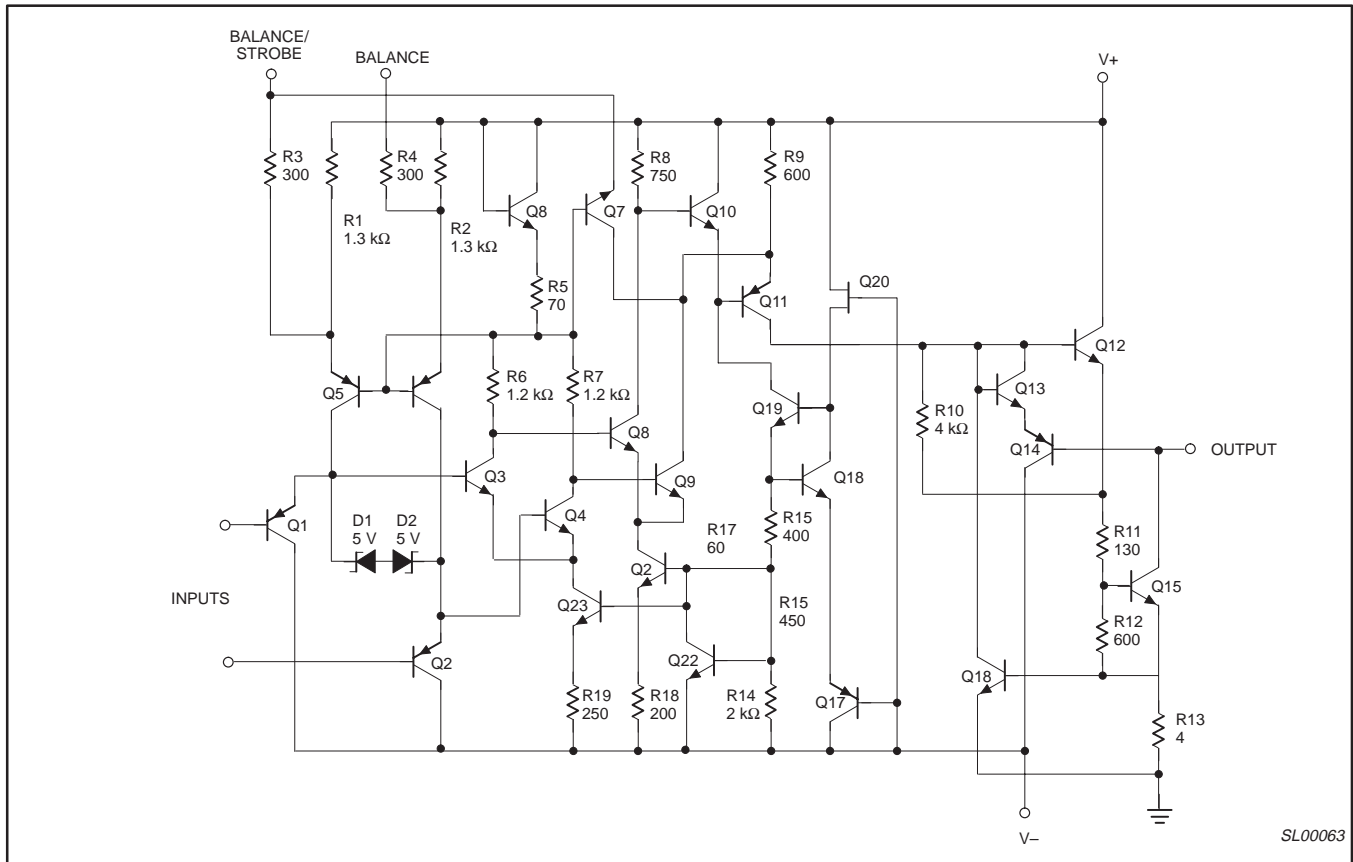 BALANCE/
STROBE
BALANCE
V+
R3
300
R4
300
R8
750
R9
600
R1
1.3 kΩ
R2
1.3 kΩ
Q8
Q7
Q10
R5
70
Q11
Q20
Q5
R6
1.2 kΩ
R7
1.2 kΩ
Q12
Q13
Q19
R10
4 kΩ
Q14
OUTPUT
Q3
Q8
Q9
Q18
Q1
D1
5 V
D2
5 V
Q4
R17
60
R15
400
R11
130
Q15
INPUTS
Q23
Q2
R15
450
R12
600
Q2
Q22
Q18
R19
250
R18
200
R14
2 kΩ
Q17
R13
4
V–
SL00063